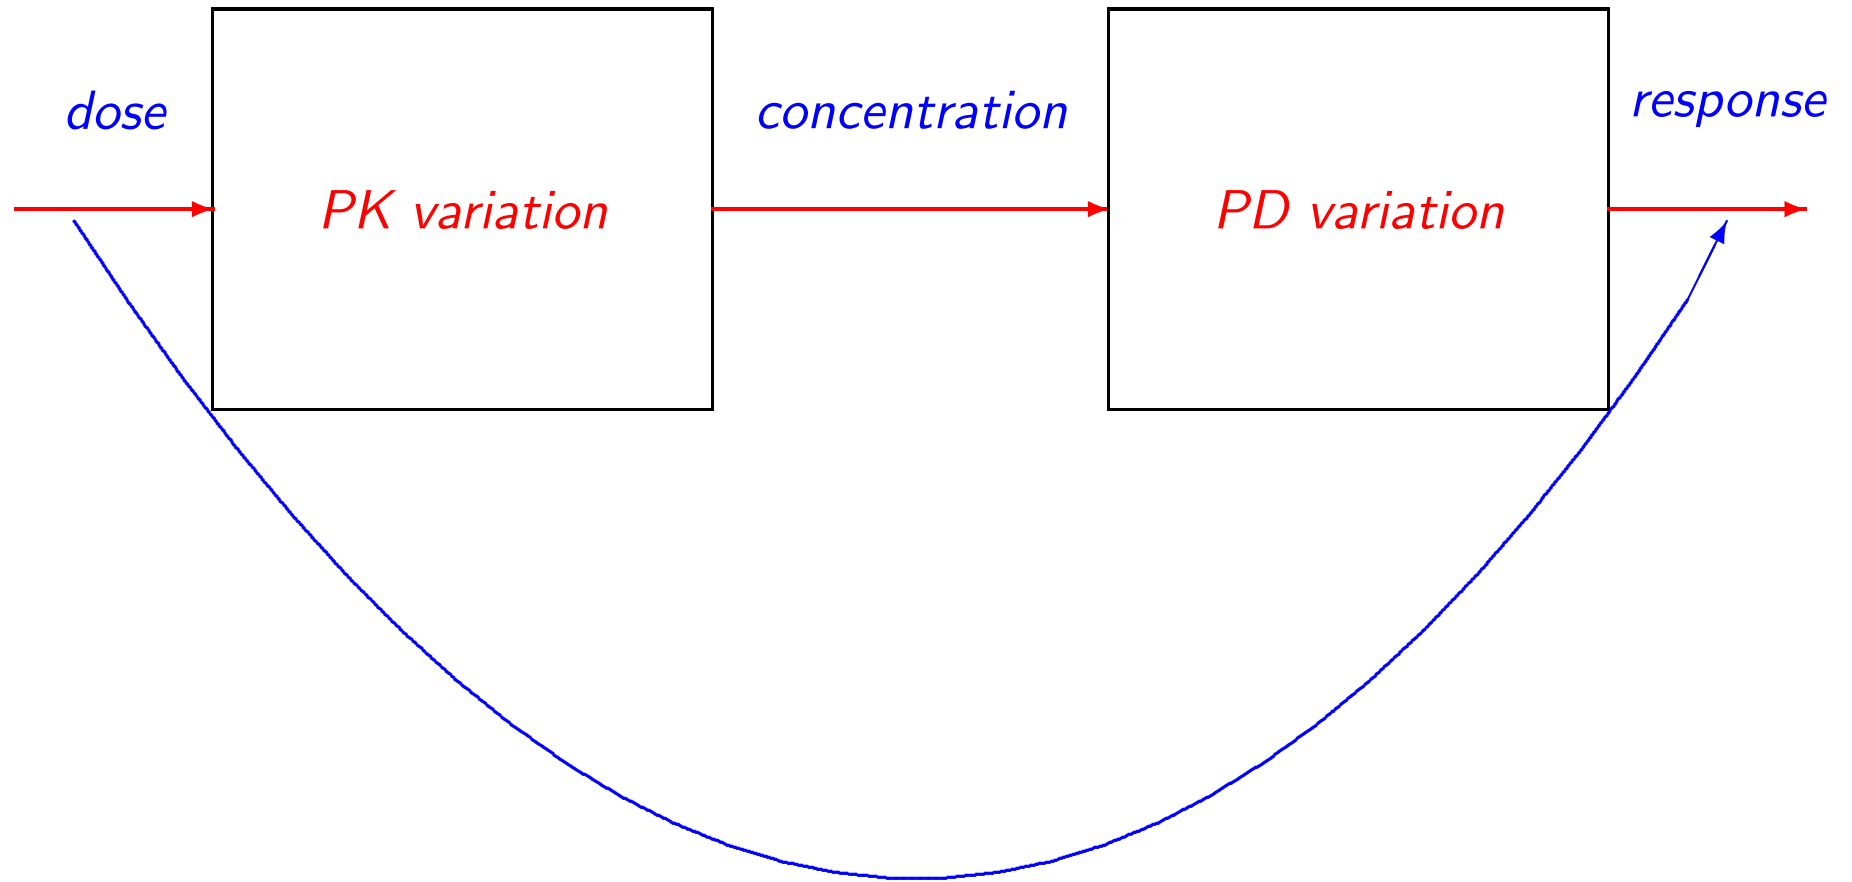 dose
PK variation
concentration
PD variation
response